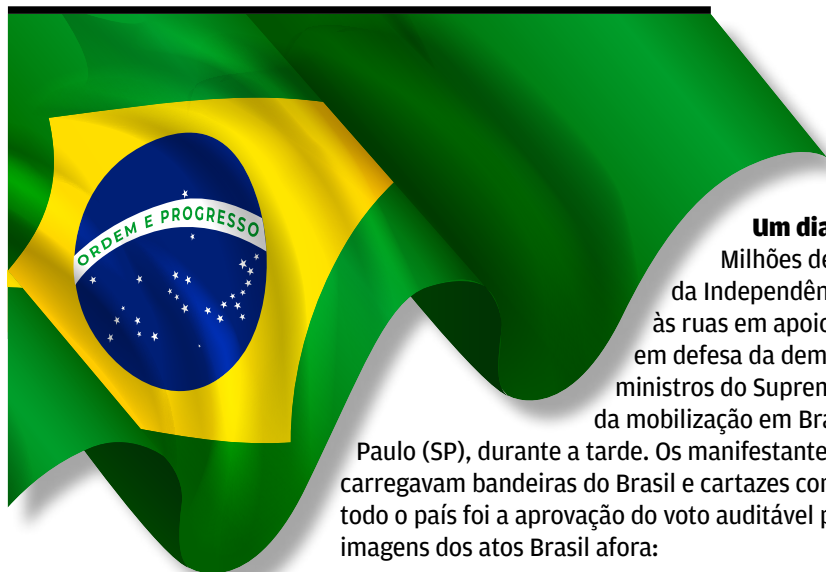 ORDEM E PROGRESSO
Um dia
Milhões de
da Independên
às ruas em apoio
em defesa da dem
ministros do Suprem
da mobilização em Bra
Paulo (SP), durante a tarde. Os manifestante
carregavam bandeiras do Brasil e cartazes con
todo o país foi a aprovação do voto auditável p
imagens dos atos Brasil afora: